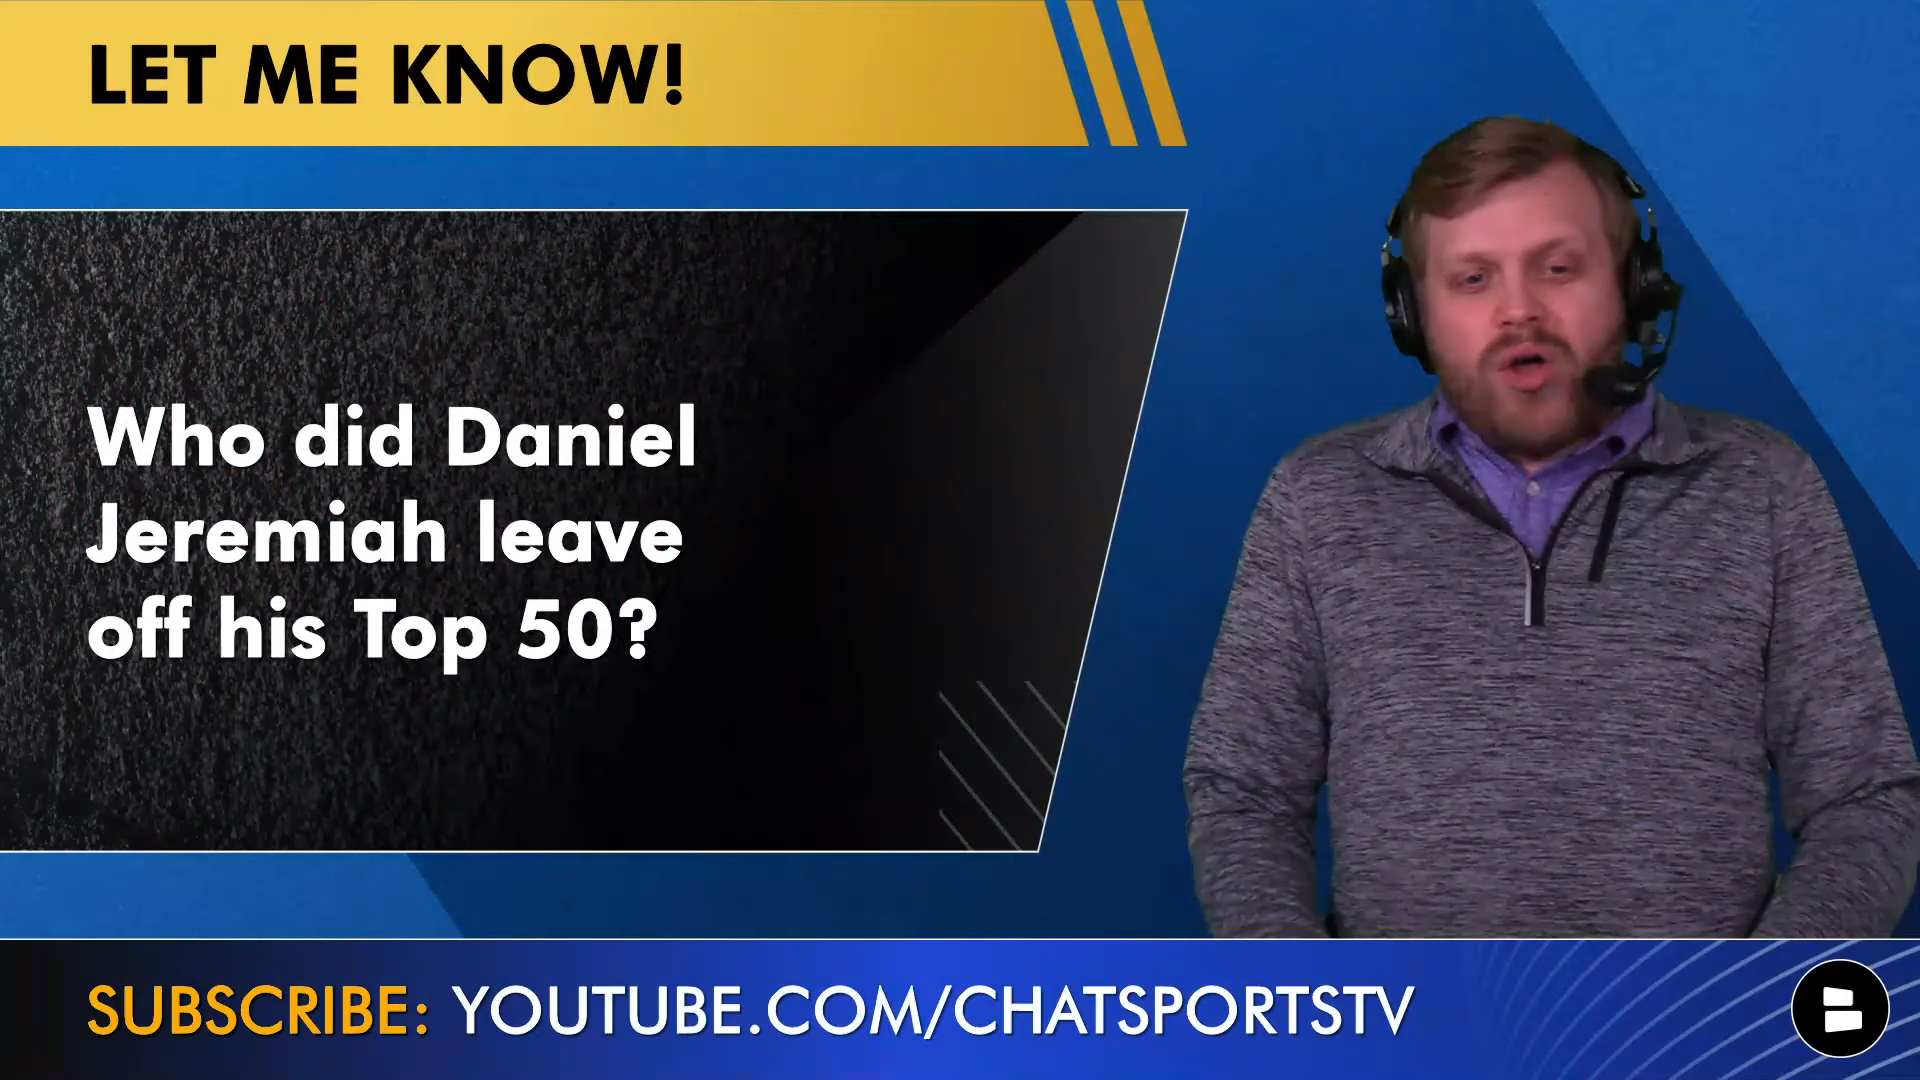 LET ME KNOW!
Who did Daniel
Jeremiah leave
off his Top 50?
SUBSCRIBE: YOUTUBE.COM/CHATSPORTSTV